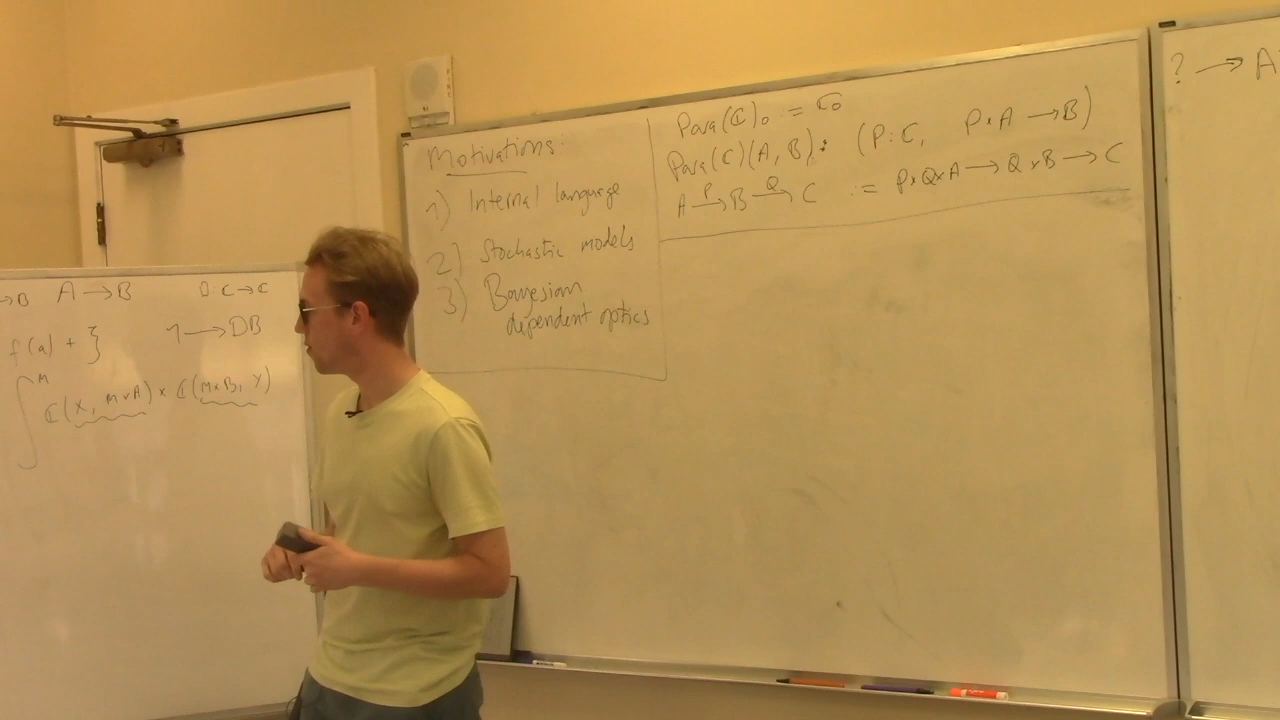 →B A → B D: C → C
f(a) + }
1 → DB
∫^M ℂ(X, M×A) × ℂ(M×B, Y)
Motivations:
1) Internal language
2) Stochastic models
3) Bayesian
dependent optics
Para(ℂ)₀ := ℂ₀
Para(C)(A, B): (P:C, P×A → B)
A →^P B →^Q C := P×Q×A → Q×B → C
? → A